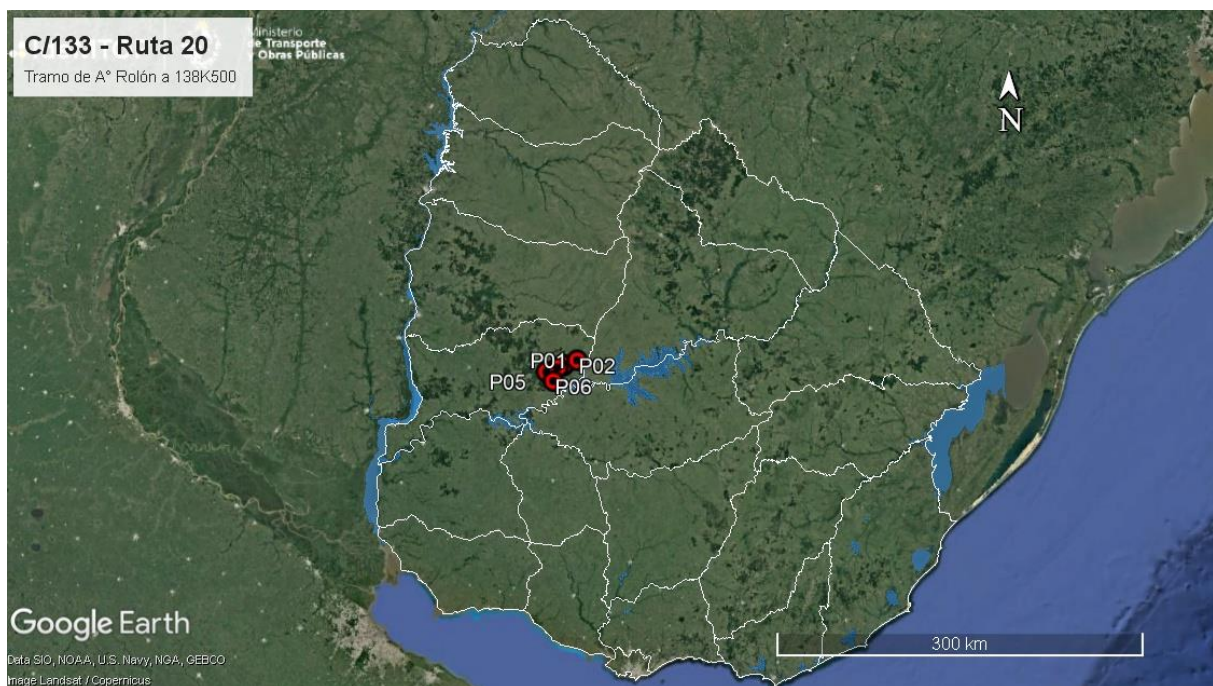 C/133 - Ruta 20
Tramo de A° Rolón a 138K500
Ministerio
de Transporte
y Obras Públicas
N
P01
P02
P05
P06
Google Earth
300 km
Data SIO, NOAA, U.S. Navy, NGA, GEBCO
Image Landsat / Copernicus